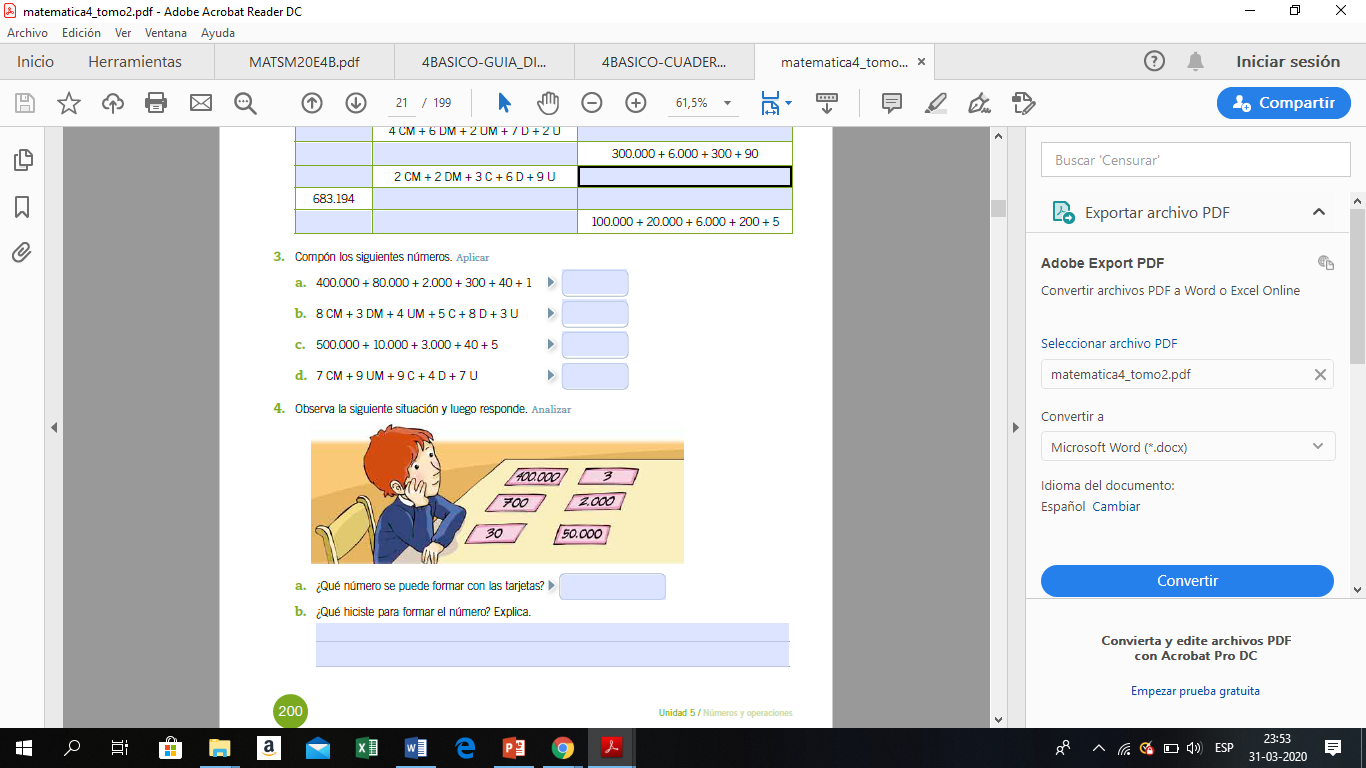 matematica4_tomo2.pdf - Adobe Acrobat Reader DC
Archivo Edición Ver Ventana Ayuda
Inicio Herramientas MATSM20E4B.pdf 4BASICO-GUIA_DI... 4BASICO-CUADER... matematica4_tomo... × Iniciar sesión
21 / 199 61,5% Compartir
4 CM + 6 DM + 2 UM + 7 D + 2 U
300.000 + 6.000 + 300 + 90
2 CM + 2 DM + 3 C + 6 D + 9 U
683.194
100.000 + 20.000 + 6.000 + 200 + 5
3. Compón los siguientes números. Aplicar
a. 400.000 + 80.000 + 2.000 + 300 + 40 + 1
b. 8 CM + 3 DM + 4 UM + 5 C + 8 D + 3 U
c. 500.000 + 10.000 + 3.000 + 40 + 5
d. 7 CM + 9 UM + 9 C + 4 D + 7 U
4. Observa la siguiente situación y luego responde. Analizar
400.000 3
700 2.000
30 50.000
a. ¿Qué número se puede formar con las tarjetas?
b. ¿Qué hiciste para formar el número? Explica.
200
Unidad 5 / Números y operaciones
Buscar 'Censurar'
Exportar archivo PDF
Adobe Export PDF
Convertir archivos PDF a Word o Excel Online
Seleccionar archivo PDF
matematica4_tomo2.pdf
Convertir a
Microsoft Word (*.docx)
Idioma del documento:
Español Cambiar
Convertir
Convierta y edite archivos PDF
con Acrobat Pro DC
Empezar prueba gratuita
ESP
23:53
31-03-2020